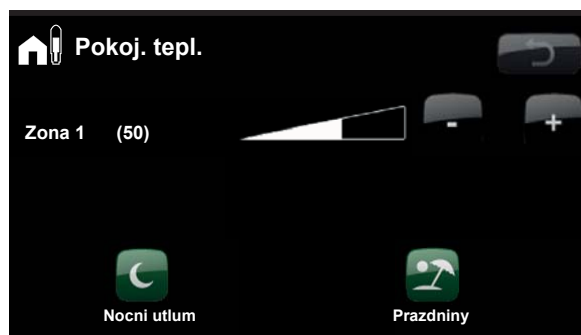 Pokoj. tepl.
Zona 1 (50) - +
Nocni utlum Prazdniny